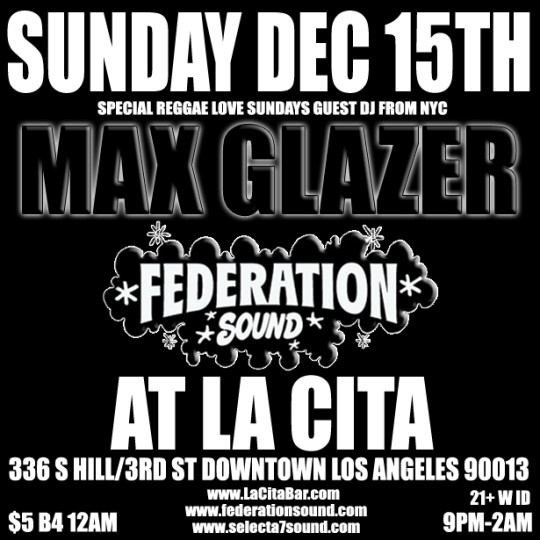 SUNDAY DEC 15TH
SPECIAL REGGAE LOVE SUNDAYS GUEST DJ FROM NYC
MAX GLAZER
*FEDERATION*
* SOUND *
AT LA CITA
336 S HILL/3RD ST DOWNTOWN LOS ANGELES 90013
www.LaCitaBar.com
21+ W ID
www.federationsound.com
$5 B4 12AM
www.selecta7sound.com
9PM-2AM